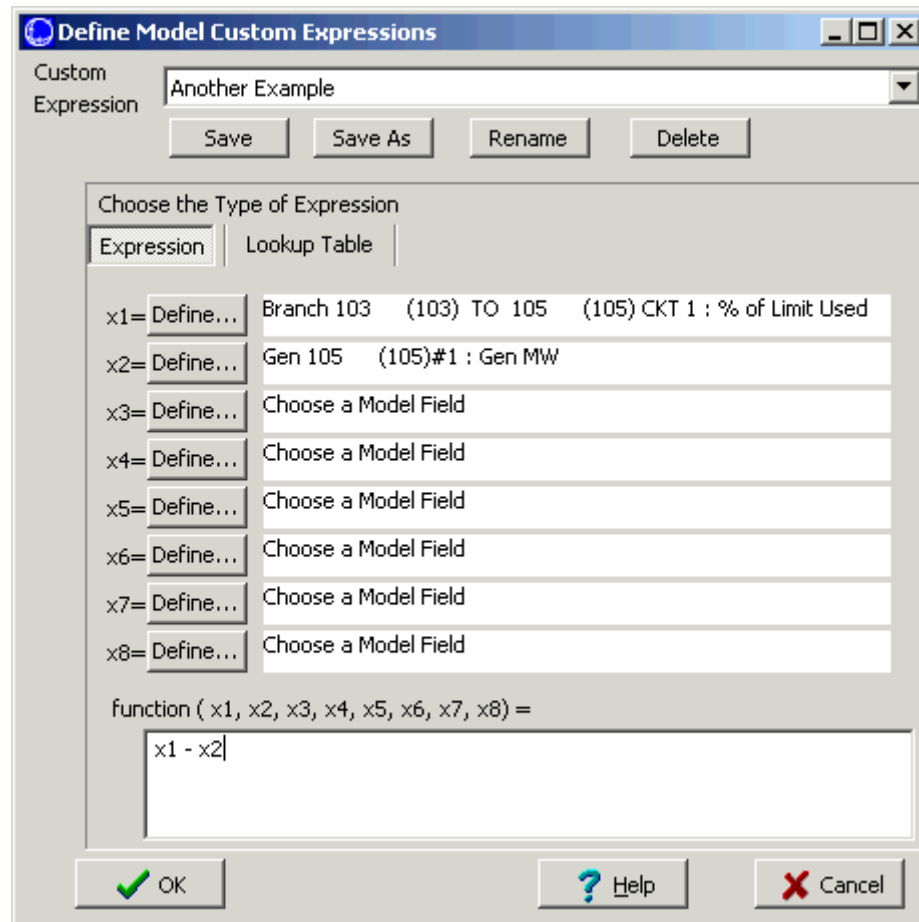 Define Model Custom Expressions
Custom
Expression
Another Example
Save Save As Rename Delete
Choose the Type of Expression
Expression Lookup Table
x1= Define... Branch 103 (103) TO 105 (105) CKT 1 : % of Limit Used
x2= Define... Gen 105 (105)#1 : Gen MW
x3= Define... Choose a Model Field
x4= Define... Choose a Model Field
x5= Define... Choose a Model Field
x6= Define... Choose a Model Field
x7= Define... Choose a Model Field
x8= Define... Choose a Model Field
function ( x1, x2, x3, x4, x5, x6, x7, x8) =
x1 - x2
OK ? Help Cancel